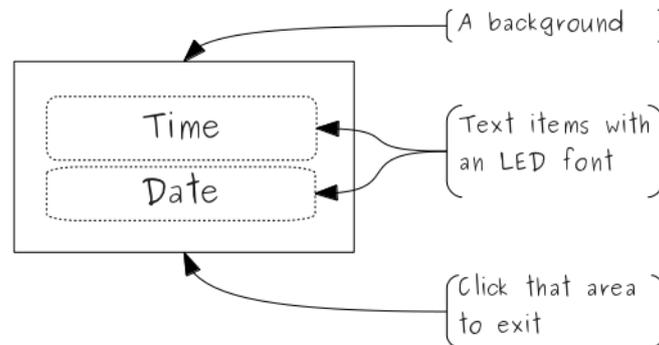 A background
Time
Text items with
an LED font
Date
Click that area
to exit